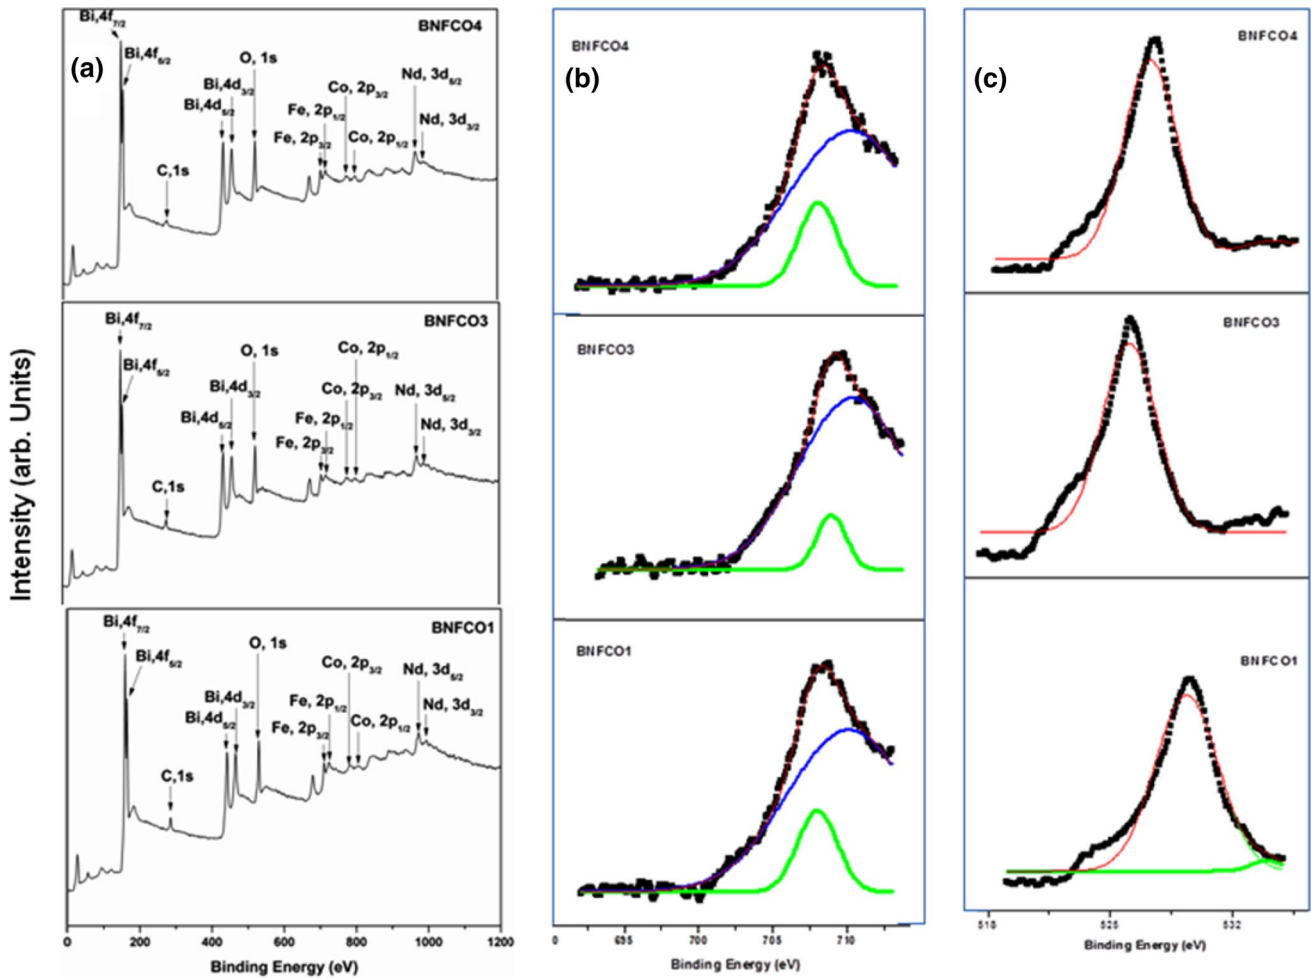 Intensity (arb. Units)
(a)
BNFCO4
Bi,4f7/2
Bi,4f5/2
C,1s
Bi,4d5/2
Bi,4d3/2
O, 1s
Fe, 2p3/2
Fe, 2p1/2
Co, 2p3/2
Co, 2p1/2
Nd, 3d5/2
Nd, 3d3/2
BNFCO3
Bi,4f7/2
Bi,4f5/2
C,1s
Bi,4d5/2
Bi,4d3/2
O, 1s
Fe, 2p3/2
Fe, 2p1/2
Co, 2p3/2
Co, 2p1/2
Nd, 3d5/2
Nd, 3d3/2
BNFCO1
Bi,4f7/2
Bi,4f5/2
C,1s
Bi,4d5/2
Bi,4d3/2
O, 1s
Fe, 2p3/2
Fe, 2p1/2
Co, 2p3/2
Co, 2p1/2
Nd, 3d5/2
Nd, 3d3/2
0 200 400 600 800 1000 1200
Binding Energy (eV)
(b)
BNFCO4
BNFCO3
BNFCO1
0 695 700 705 710
Binding Energy (eV)
(c)
BNFCO4
BNFCO3
BNFCO1
518 525 532
Binding Energy (eV)